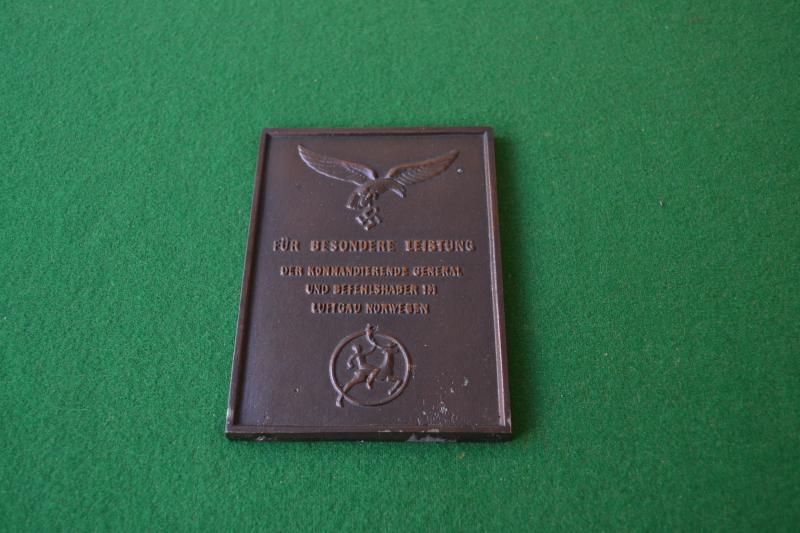 FÜR BESONDERE LEISTUNG
DER KOMMANDIERENDE GENERAL
UND BEFEHLSHABER IM
LUFTGAU NORWEGEN